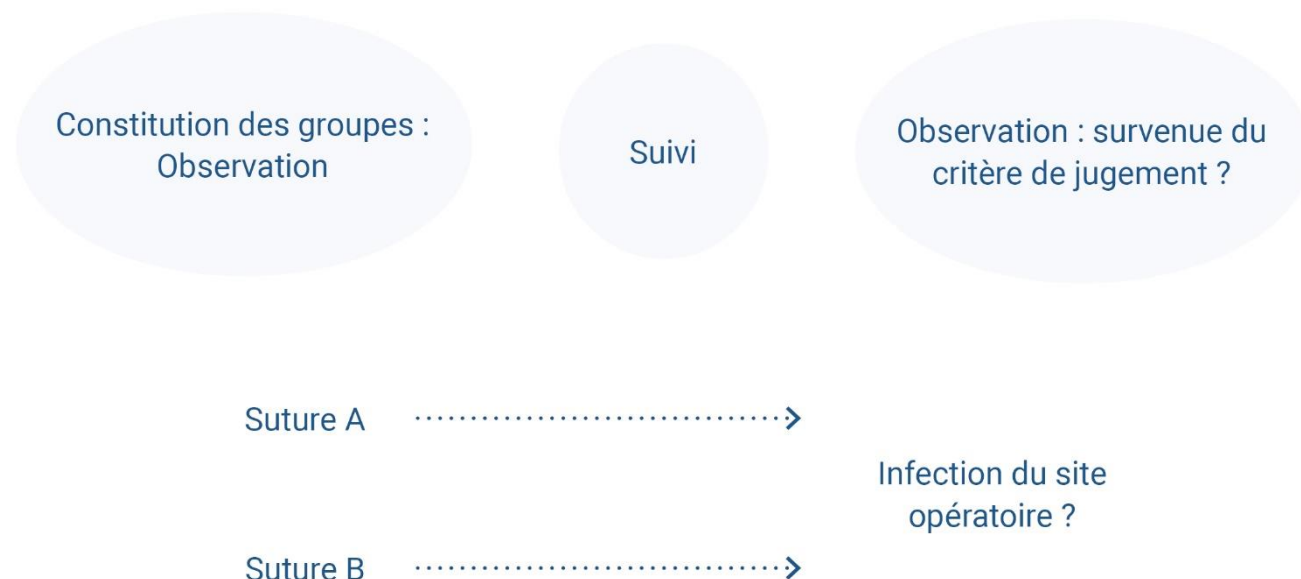 Constitution des groupes :
Observation
Suivi
Observation : survenue du
critère de jugement ?
Suture A
Infection du site
opératoire ?
Suture B